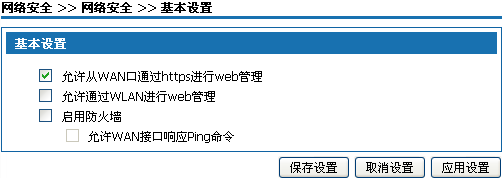 网络安全 >> 网络安全 >> 基本设置
基本设置
允许从WAN口通过https进行web管理
允许通过WLAN进行web管理
启用防火墙
允许WAN接口响应Ping命令
保存设置 取消设置 应用设置